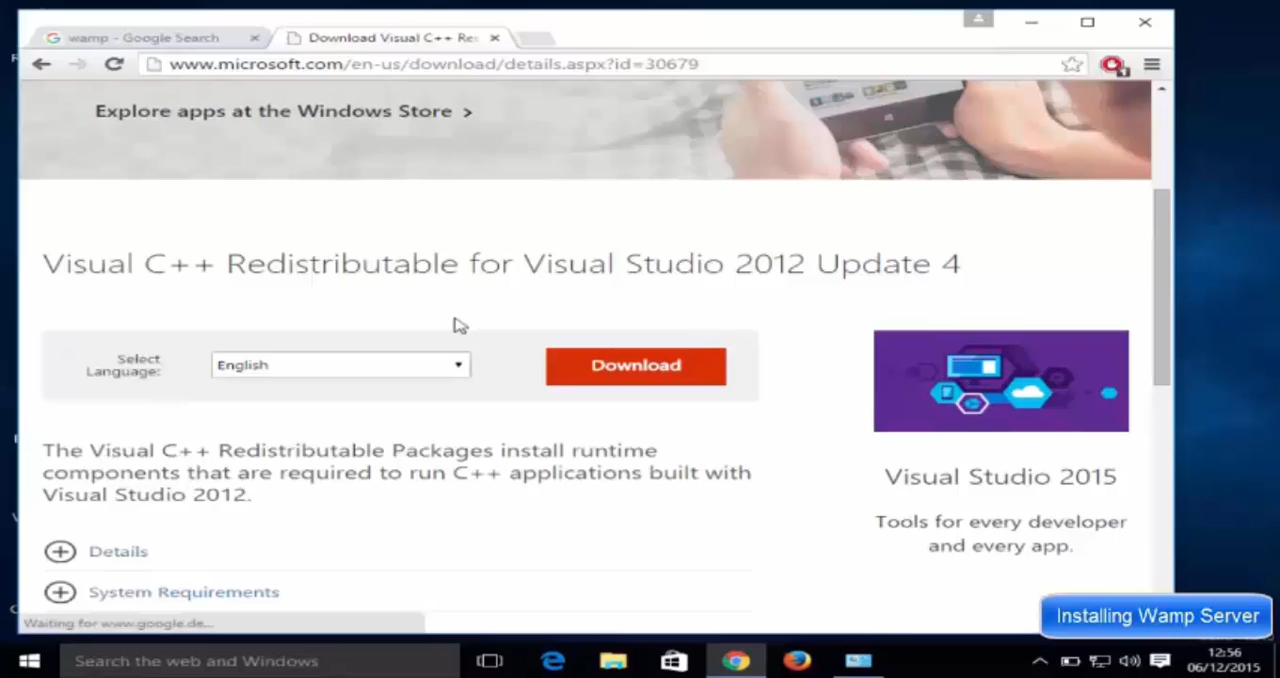 wamp - Google Search
Download Visual C++ Re
www.microsoft.com/en-us/download/details.aspx?id=30679
Explore apps at the Windows Store >
Visual C++ Redistributable for Visual Studio 2012 Update 4
Select
Language:
English
Download
The Visual C++ Redistributable Packages install runtime
components that are required to run C++ applications built with
Visual Studio 2012.
Details
System Requirements
Visual Studio 2015
Tools for every developer
and every app.
Waiting for www.google.de...
Installing Wamp Server
Search the web and Windows
12:56
06/12/2015